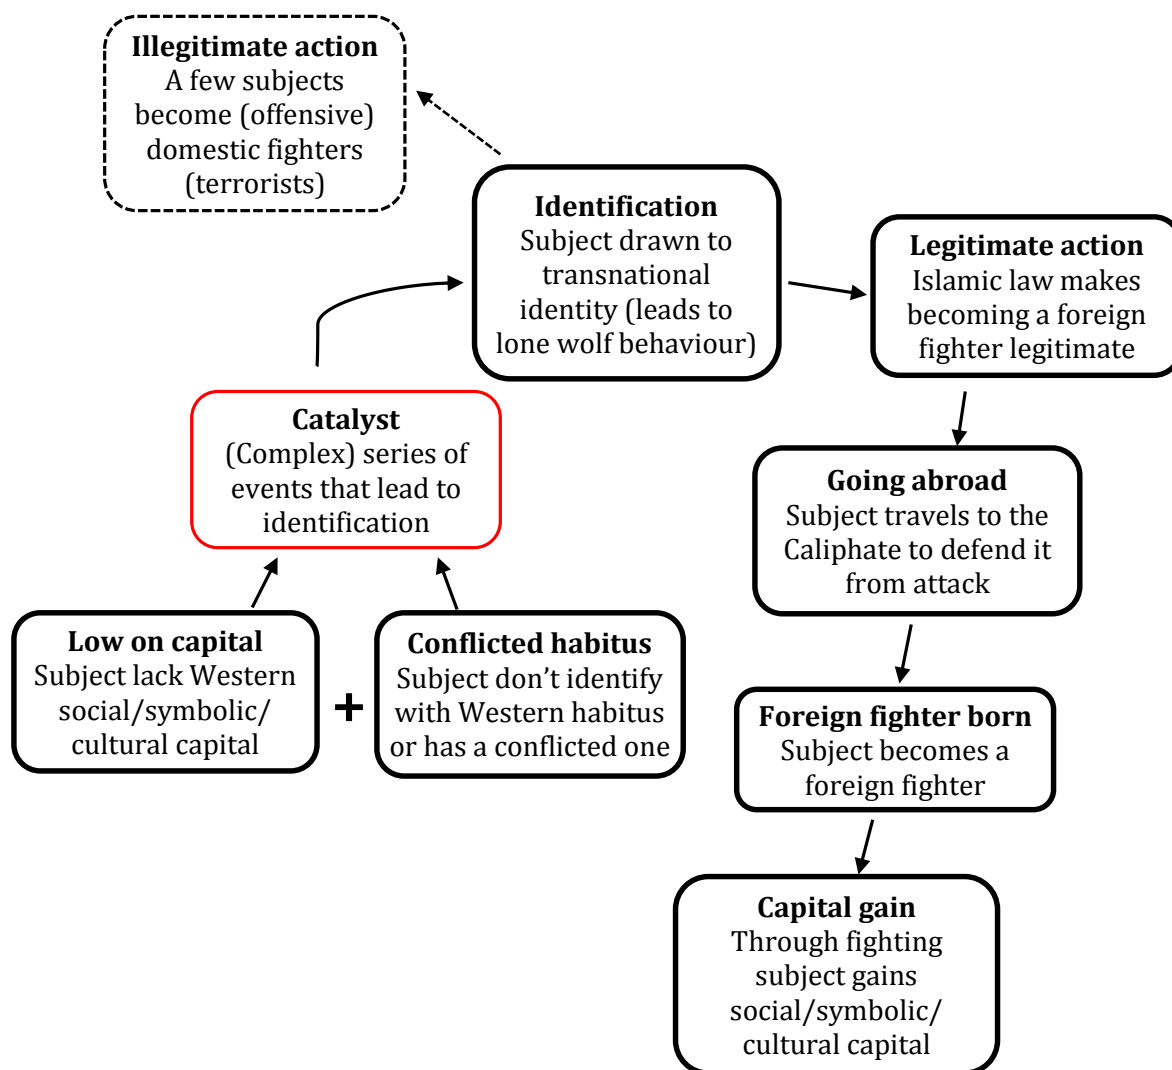 Illegitimate action
A few subjects
become (offensive)
domestic fighters
(terrorists)
Identification
Subject drawn to
transnational
identity (leads to
lone wolf behaviour)
Legitimate action
Islamic law makes
becoming a foreign
fighter legitimate
Catalyst
(Complex) series of
events that lead to
identification
Going abroad
Subject travels to the
Caliphate to defend it
from attack
Low on capital
Subject lack Western
social/symbolic/
cultural capital
+
Conflicted habitus
Subject don’t identify
with Western habitus
or has a conflicted one
Foreign fighter born
Subject becomes a
foreign fighter
Capital gain
Through fighting
subject gains
social/symbolic/
cultural capital